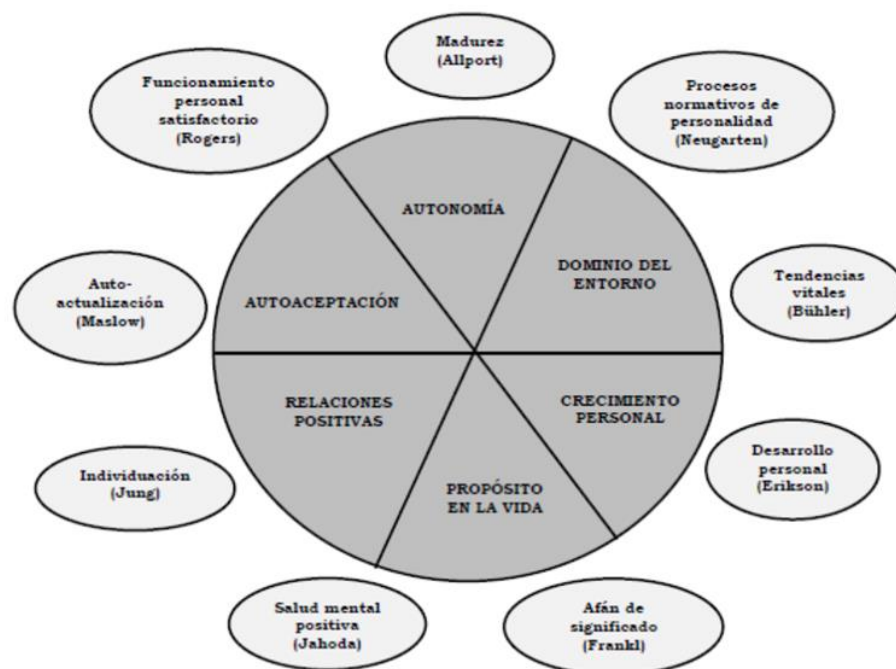 Madurez
(Allport)
Funcionamiento
personal
satisfactorio
(Rogers)
Procesos
normativos de
personalidad
(Neugarten)
AUTONOMÍA
DOMINIO DEL
ENTORNO
Tendencias
vitales
(Bühler)
Auto-
actualización
(Maslow)
AUTOACEPTACIÓN
RELACIONES
POSITIVAS
CRECIMIENTO
PERSONAL
Desarrollo
personal
(Erikson)
Individuación
(Jung)
PROPÓSITO
EN LA VIDA
Salud mental
positiva
(Jahoda)
Afán de
significado
(Frankl)